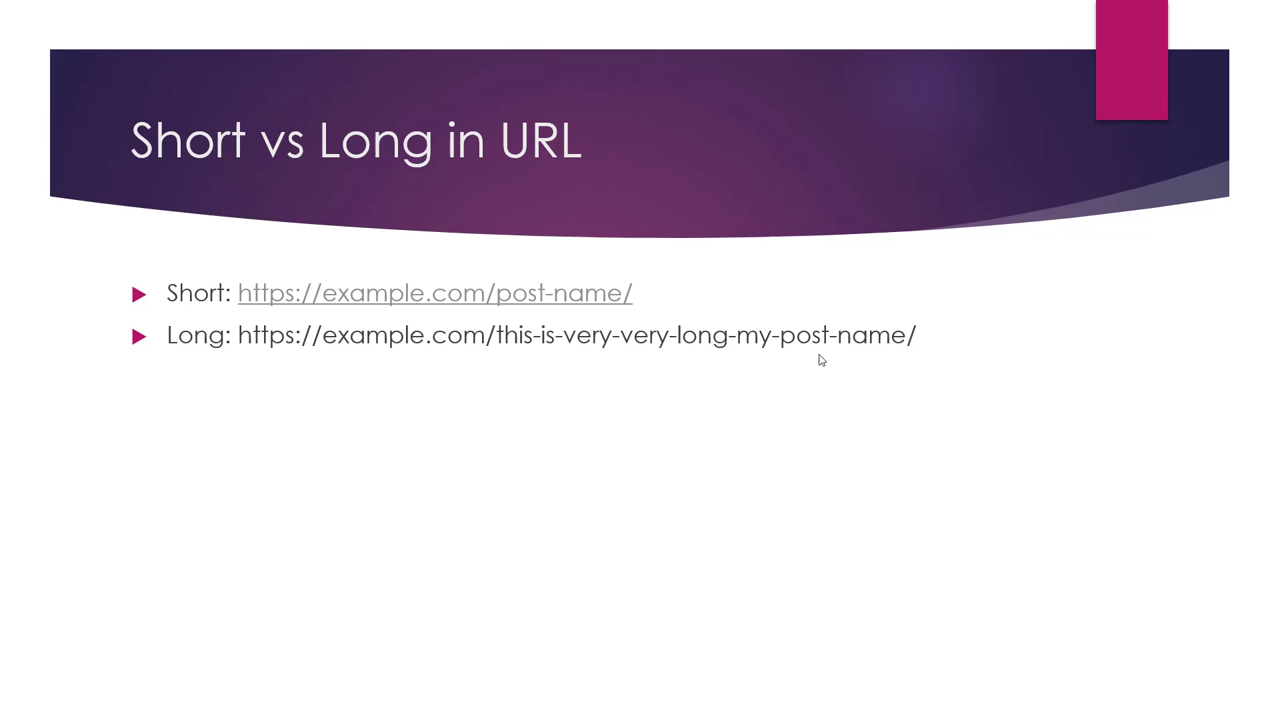 Short vs Long in URL
Short: https://example.com/post-name/
Long: https://example.com/this-is-very-very-long-my-post-name/